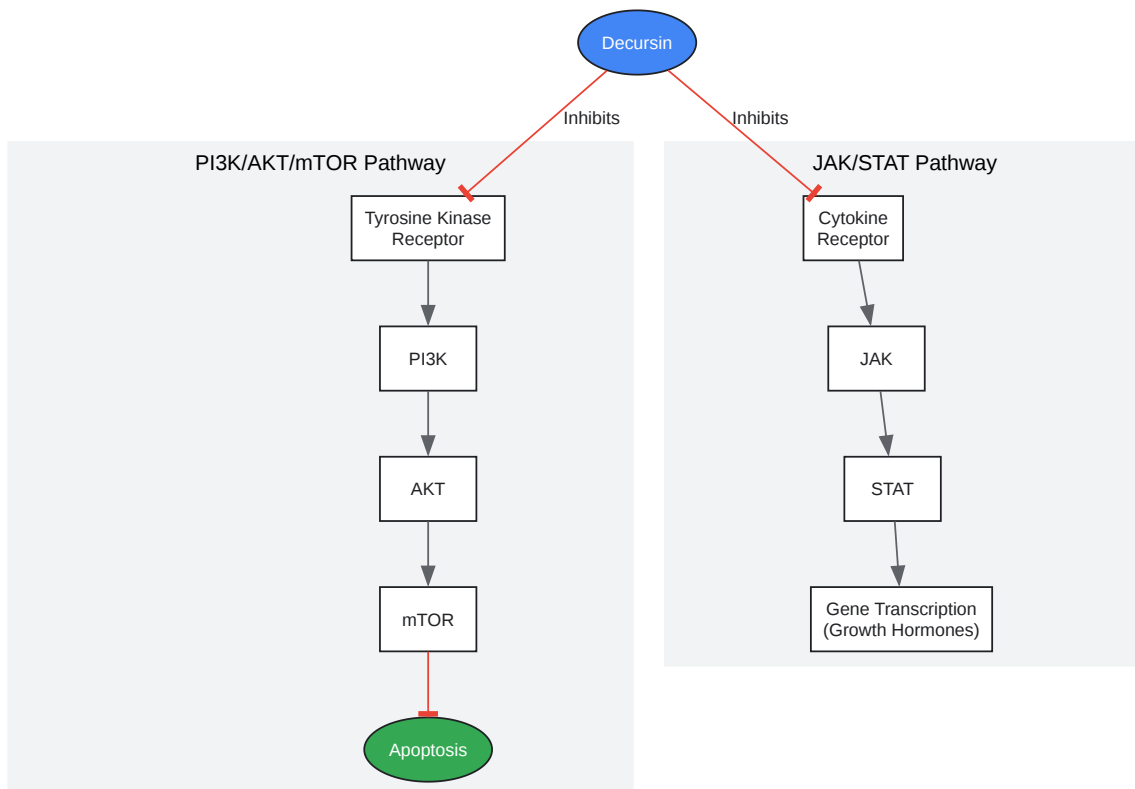 Decursin
Inhibits
Inhibits
PI3K/AKT/mTOR Pathway
Tyrosine Kinase
Receptor
PI3K
AKT
mTOR
Apoptosis
JAK/STAT Pathway
Cytokine
Receptor
JAK
STAT
Gene Transcription
(Growth Hormones)